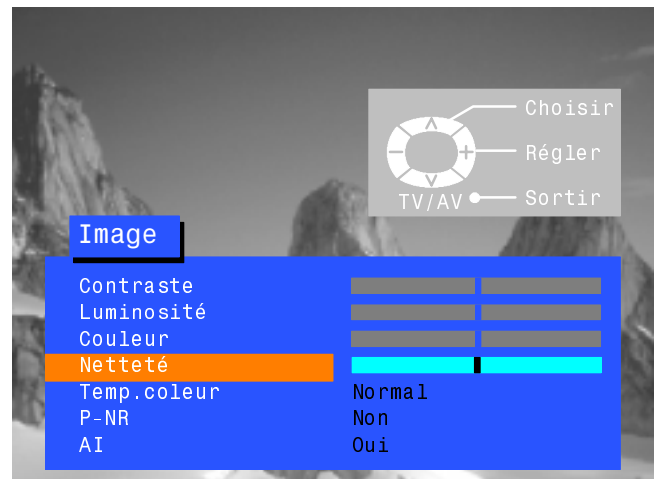 Choisir
Régler
TV/AV Sortir
Image
Contraste
Luminosité
Couleur
Netteté
Temp.coleur Normal
P-NR Non
AI Oui